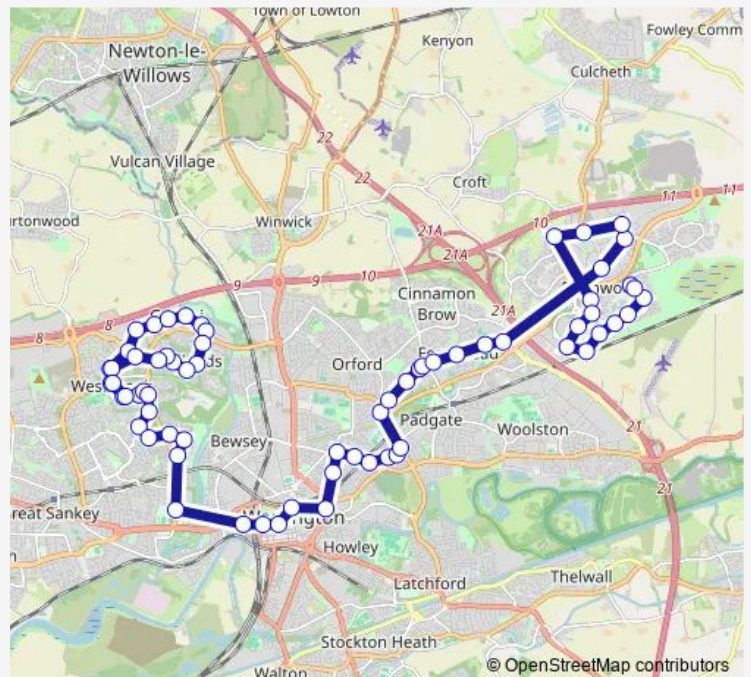 Town of Lowton
Fowley Comm
Kenyon
Newton-le-
Willows
Culcheth
22
Vulcan Village
22
Croft
11
11
urtonwood
Winwick
21A
10
21A
9
9
10
Cinnamon
Brow
8
8
21A
Orford
Padgate
Bewsey
Woolston
21
21
reat Sankey
Howley
Latchford
Thelwall
Stockton Heath
Walton
© OpenStreetMap contributors